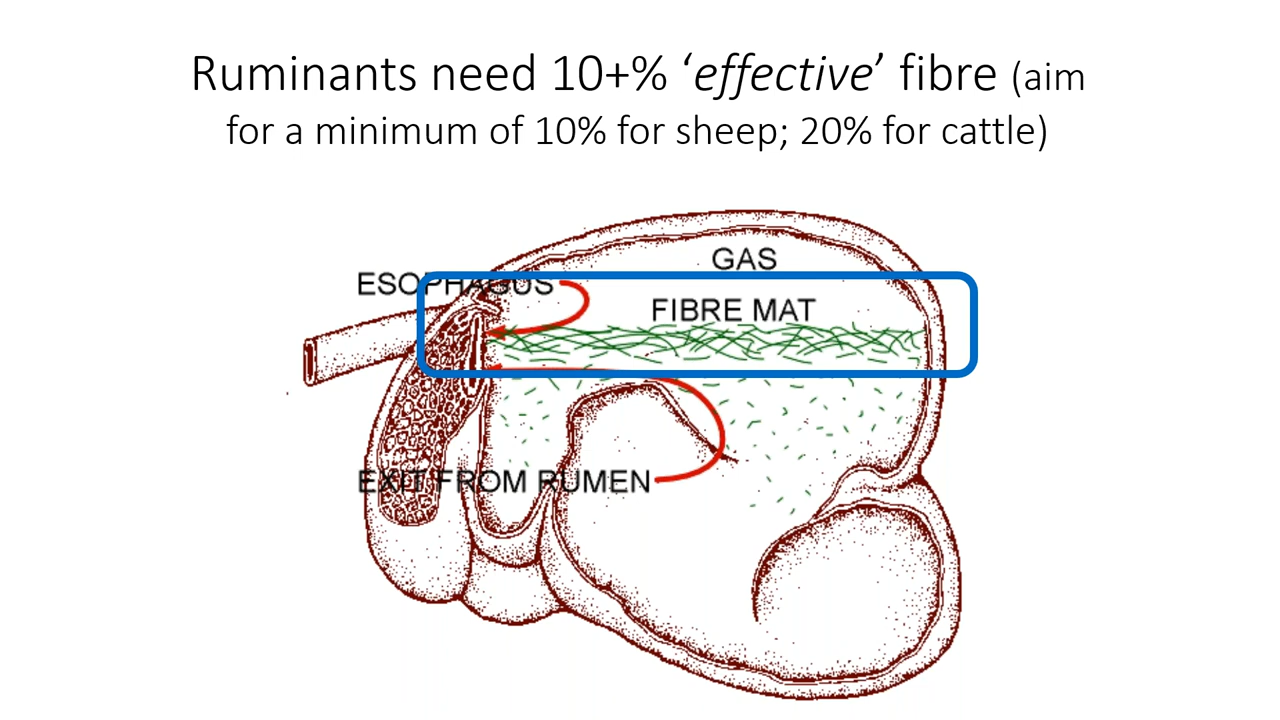 Ruminants need 10+% ‘effective’ fibre (aim
for a minimum of 10% for sheep; 20% for cattle)
GAS
ESOPHAGUS
FIBRE MAT
EXIT FROM RUMEN